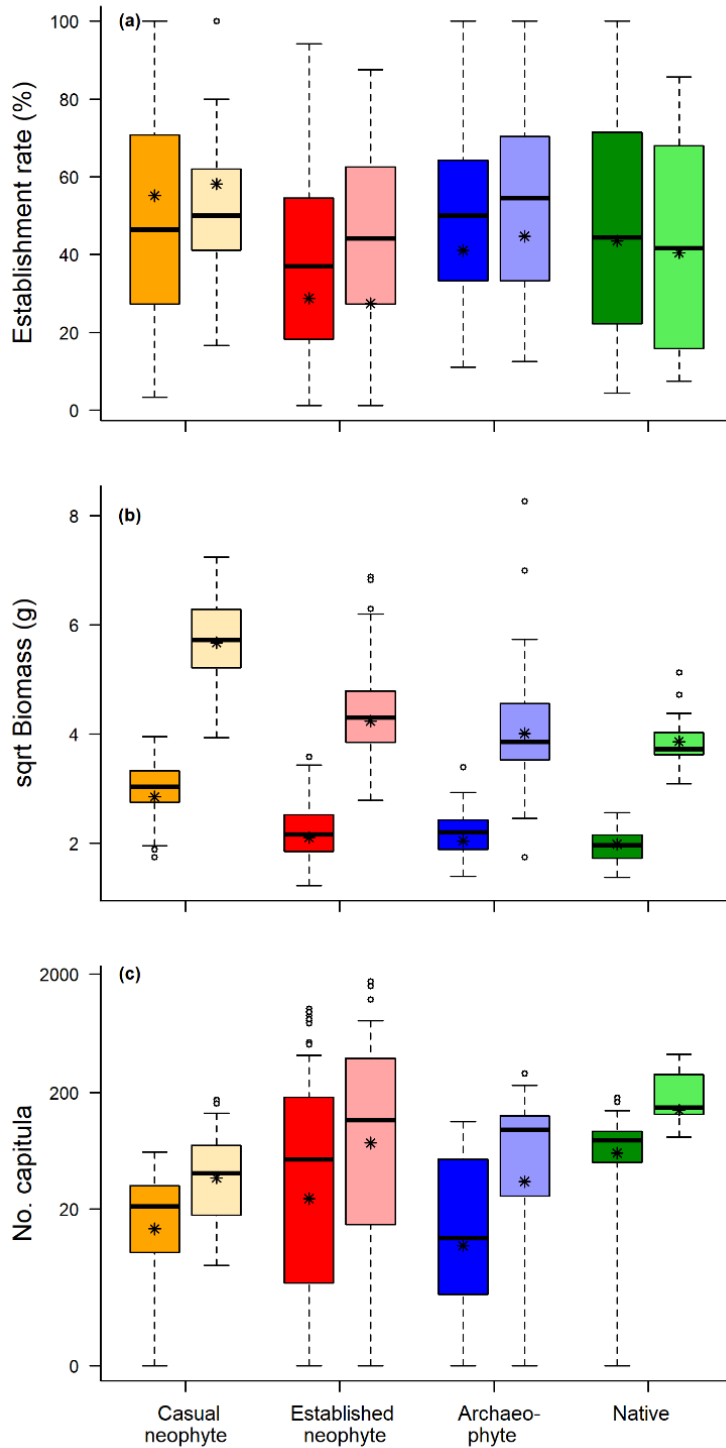 (a)
Establishment rate (%)
100
80
60
40
20
0
(b)
sqrt Biomass (g)
8
6
4
2
(c)
No. capitula
2000
200
20
0
Casual
neophyte
Established
neophyte
Archaeo-
phyte
Native